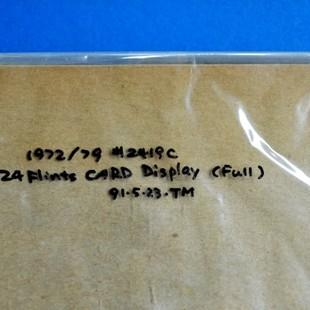 1972/79 #2419C
24 Flints CARD Display (Full)
91.5.23.TM